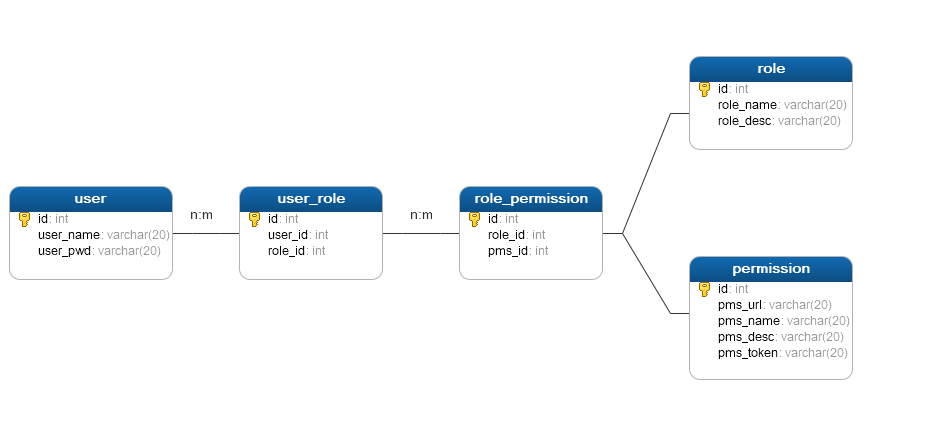 user
id: int
user_name: varchar(20)
user_pwd: varchar(20)
n:m
user_role
id: int
user_id: int
role_id: int
n:m
role_permission
id: int
role_id: int
pms_id: int
role
id: int
role_name: varchar(20)
role_desc: varchar(20)
permission
id: int
pms_url: varchar(20)
pms_name: varchar(20)
pms_desc: varchar(20)
pms_token: varchar(20)